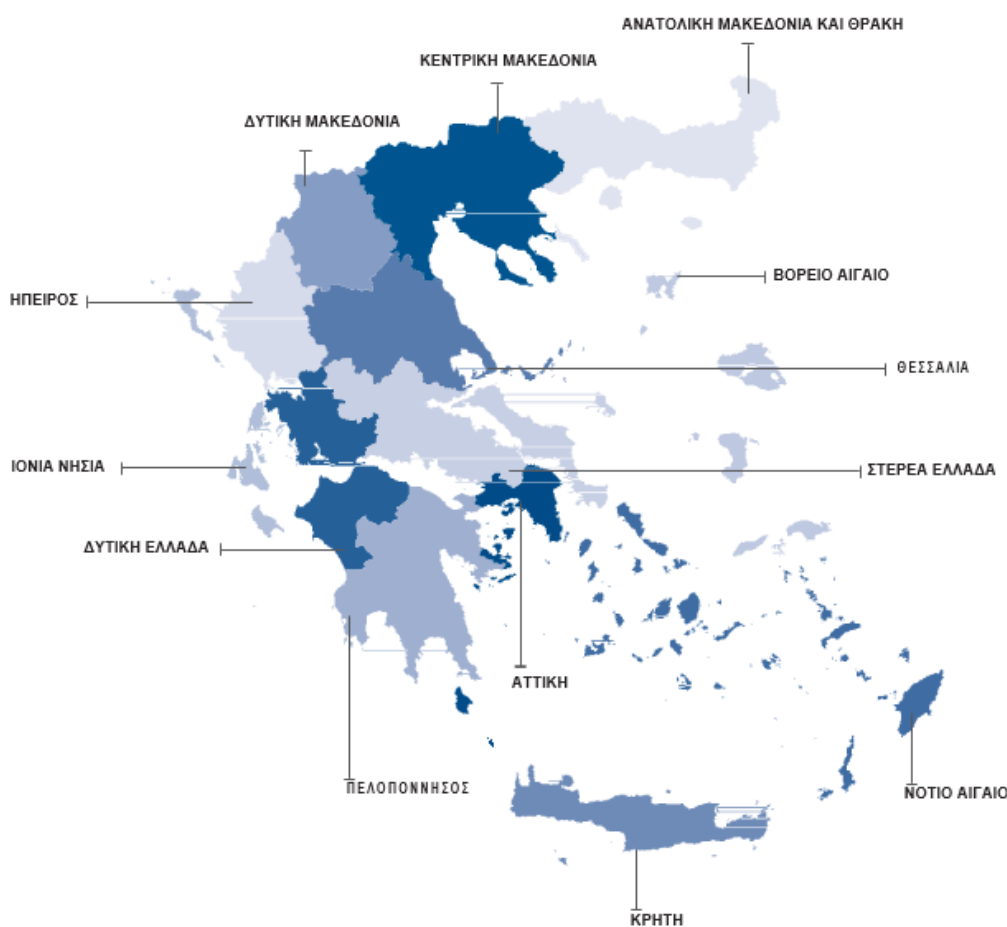 ΑΝΑΤΟΛΙΚΗ ΜΑΚΕΔΟΝΙΑ ΚΑΙ ΘΡΑΚΗ
ΚΕΝΤΡΙΚΗ ΜΑΚΕΔΟΝΙΑ
ΔΥΤΙΚΗ ΜΑΚΕΔΟΝΙΑ
ΒΟΡΕΙΟ ΑΙΓΑΙΟ
ΗΠΕΙΡΟΣ
ΘΕΣΣΑΛΙΑ
ΙΟΝΙΑ ΝΗΣΙΑ
ΣΤΕΡΕΑ ΕΛΛΑΔΑ
ΔΥΤΙΚΗ ΕΛΛΑΔΑ
ΑΤΤΙΚΗ
ΠΕΛΟΠΟΝΝΗΣΟΣ
ΝΟΤΙΟ ΑΙΓΑΙΟ
ΚΡΗΤΗ